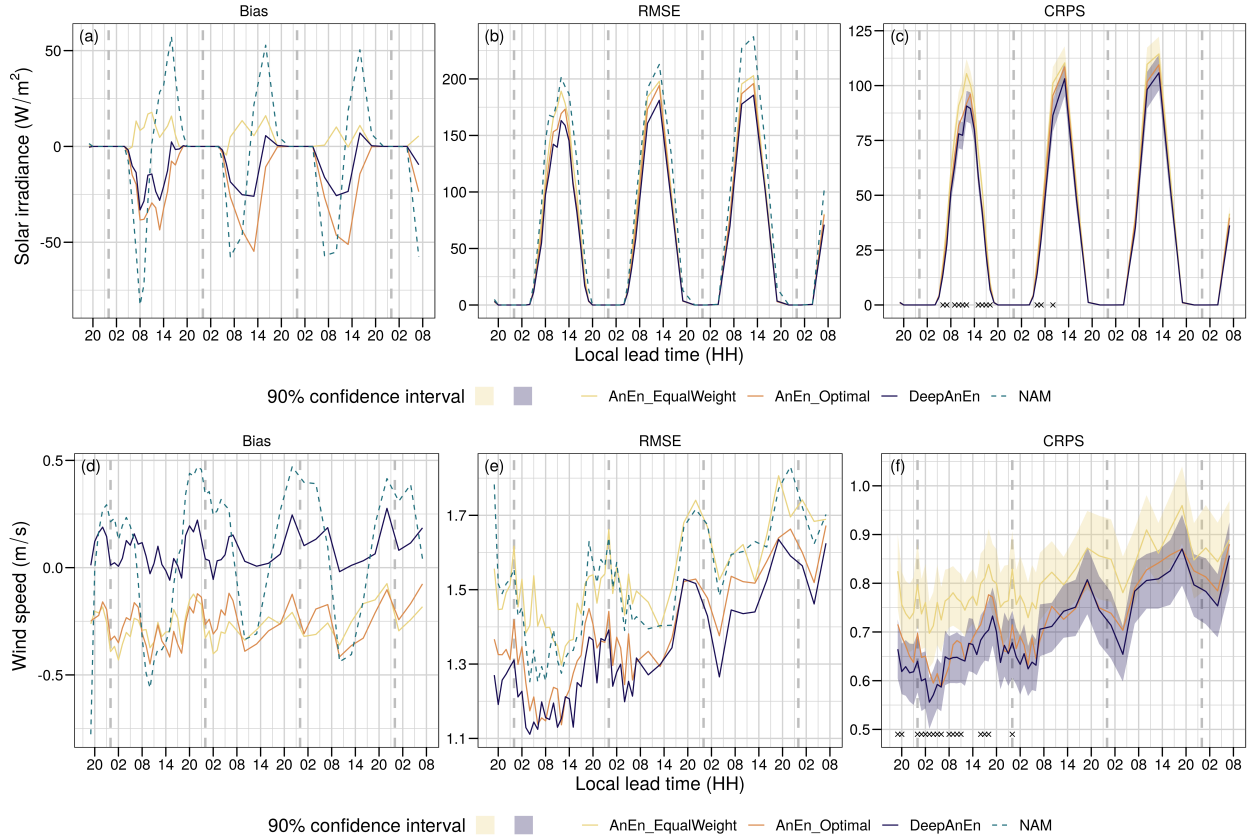 Bias
RMSE
CRPS
(a)
(b)
(c)
Solar irradiance (W/m²)
50
0
-50
200
150
100
50
0
125
100
75
50
25
0
20 02 08 14 20 02 08 14 20 02 08 14 20 02 08
20 02 08 14 20 02 08 14 20 02 08 14 20 02 08
20 02 08 14 20 02 08 14 20 02 08 14 20 02 08
Local lead time (HH)
90% confidence interval
AnEn_EqualWeight AnEn_Optimal DeepAnEn NAM
Bias
RMSE
CRPS
(d)
(e)
(f)
Wind speed (m/s)
0.5
0.0
-0.5
1.7
1.5
1.3
1.1
1.0
0.9
0.8
0.7
0.6
0.5
20 02 08 14 20 02 08 14 20 02 08 14 20 02 08
20 02 08 14 20 02 08 14 20 02 08 14 20 02 08
20 02 08 14 20 02 08 14 20 02 08 14 20 02 08
Local lead time (HH)
90% confidence interval
AnEn_EqualWeight AnEn_Optimal DeepAnEn NAM